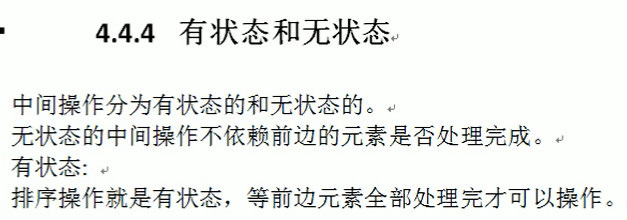 4.4.4 有状态和无状态
中间操作分为有状态的和无状态的。
无状态的中间操作不依赖前边的元素是否处理完成。
有状态:
排序操作就是有状态，等前边元素全部处理完才可以操作。